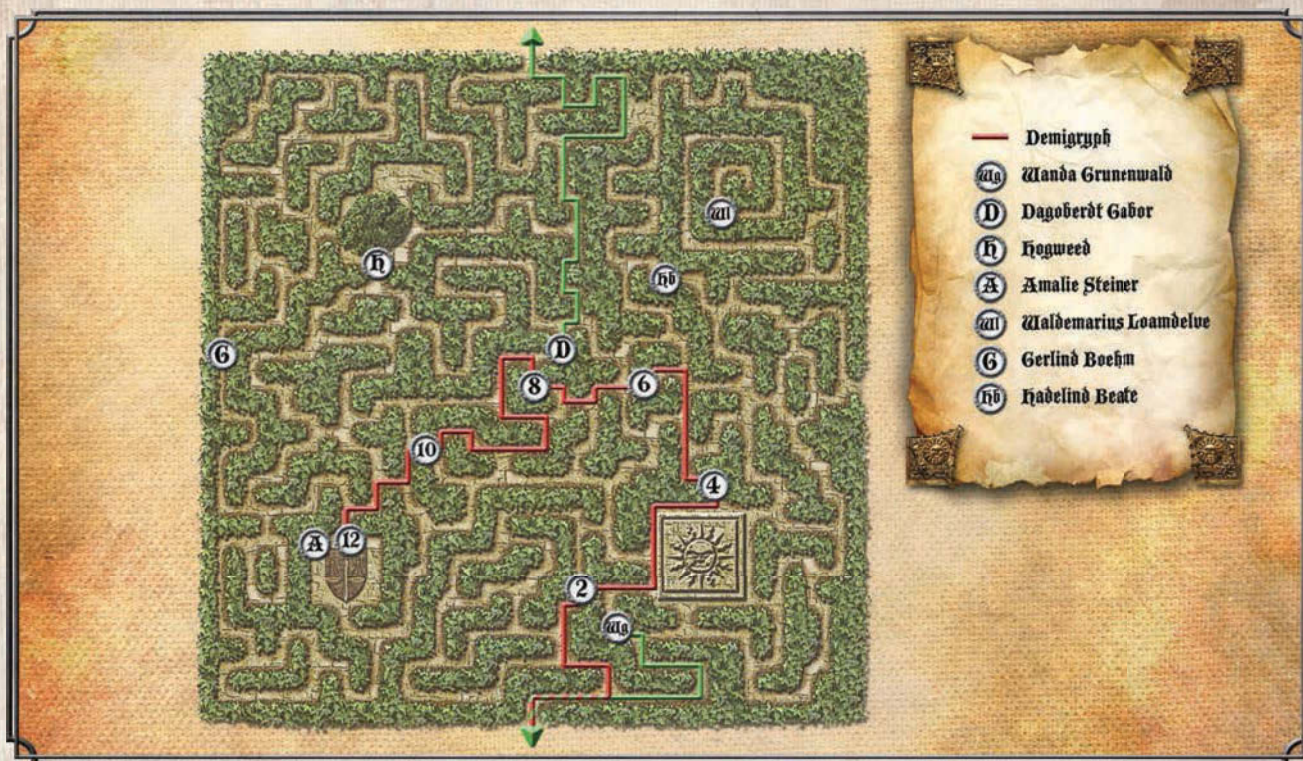 Wl
h
hb
G
D
8
6
10
4
A
12
2
Wg
Demigryph
Wg Wanda Grunenwald
D Dagoberdt Gabor
h Hogweed
A Amalie Steiner
Wl Waldemarius Loamdelve
G Gerlind Boehm
hb Hadelind Beate